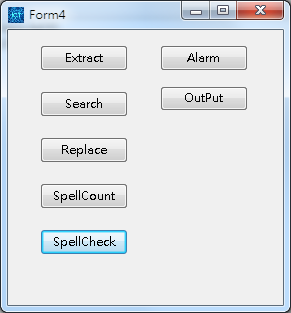 Form4
Extract
Alarm
Search
OutPut
Replace
SpellCount
SpellCheck